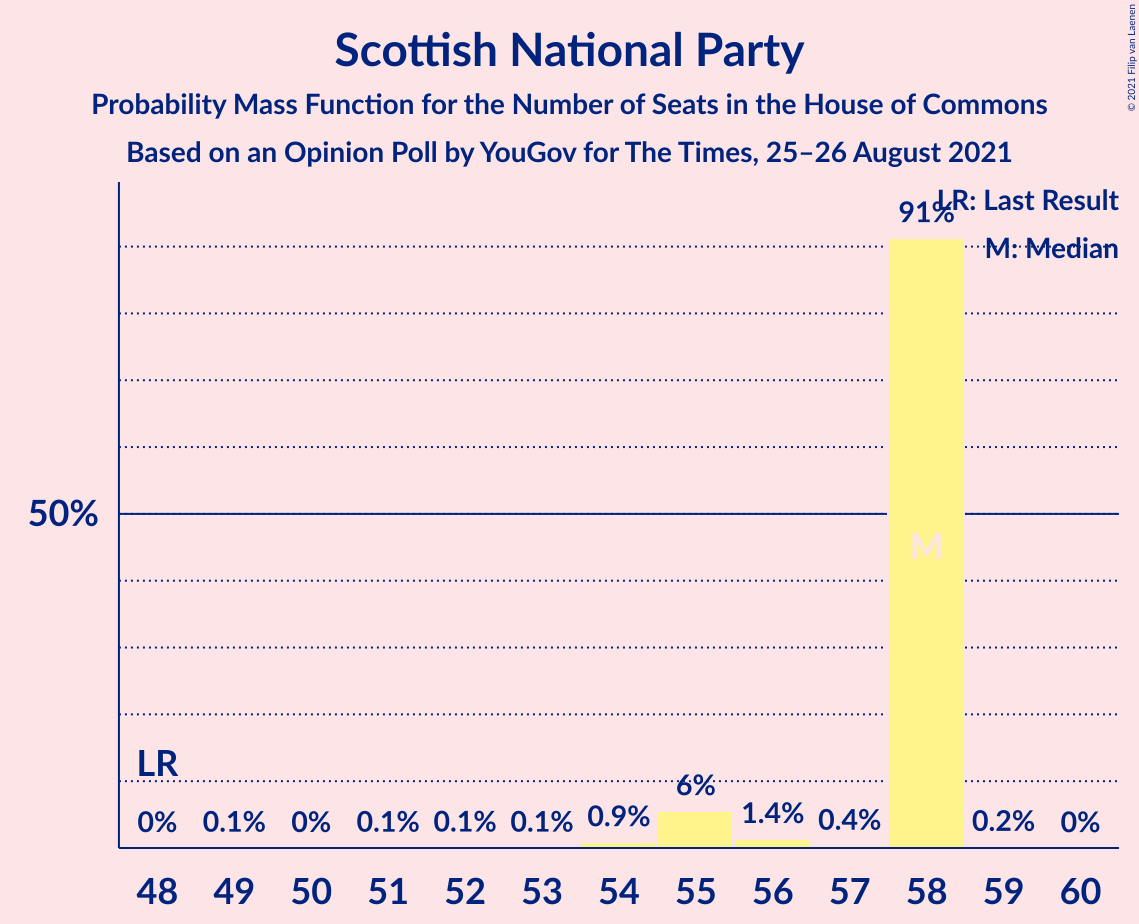 Scottish National Party
Probability Mass Function for the Number of Seats in the House of Commons
Based on an Opinion Poll by YouGov for The Times, 25–26 August 2021
© 2021 Filip van Laenen
LR: Last Result
M: Median
91%
50%
M
LR
0% 0.1% 0% 0.1% 0.1% 0.1% 0.9% 6% 1.4% 0.4% 0.2% 0%
48 49 50 51 52 53 54 55 56 57 58 59 60